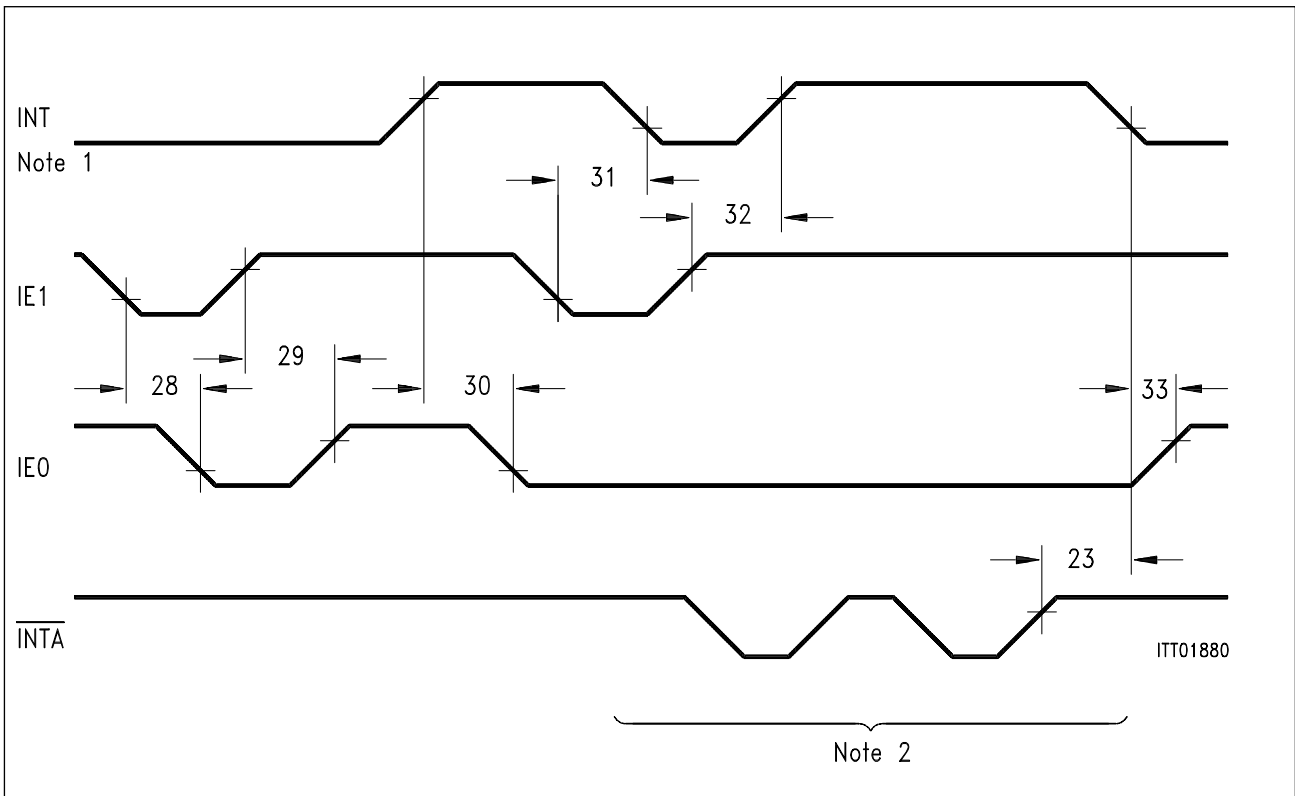 INT
Note 1
31
32
IE1
29
28
30
33
IE0
23
INTA
ITT01880
Note 2